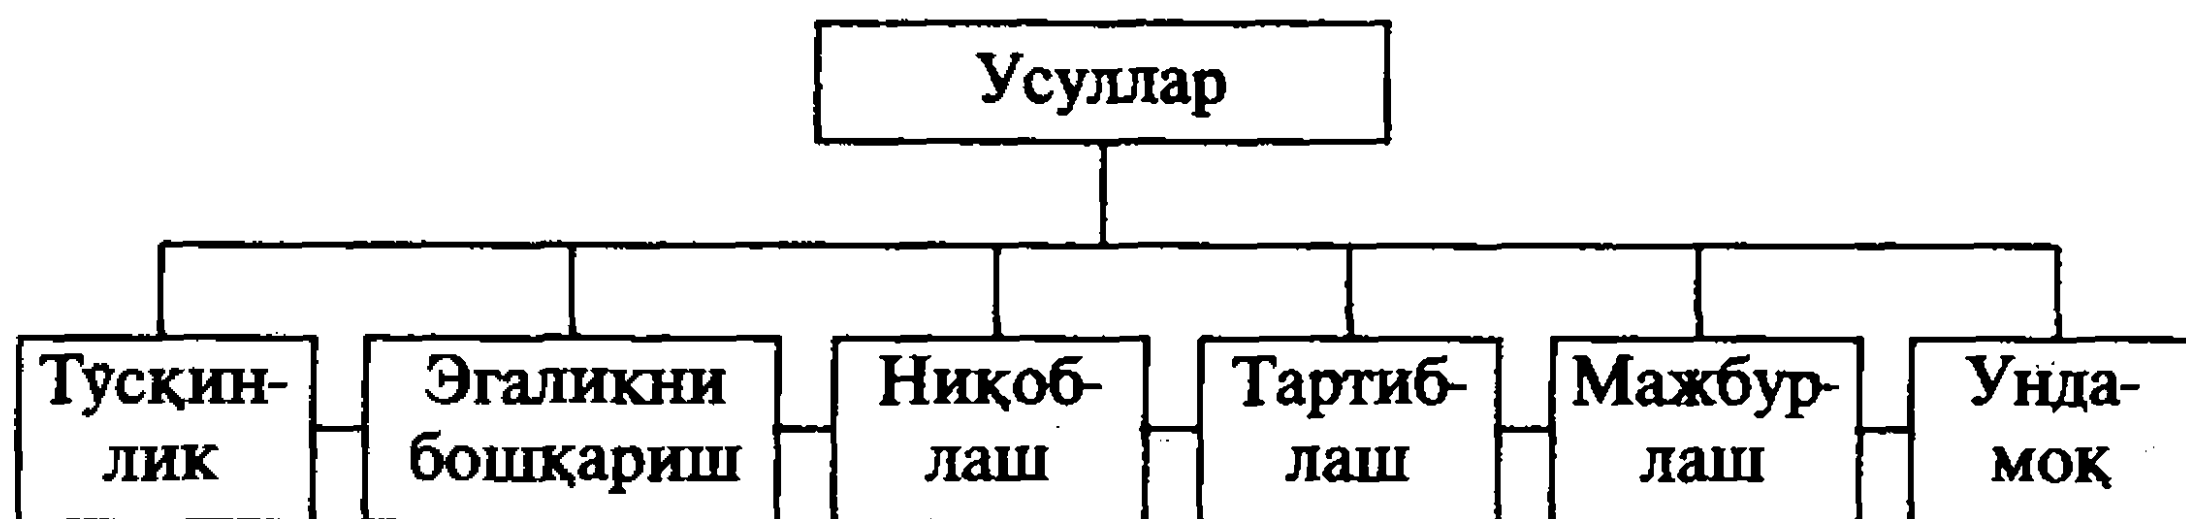 Усуллар
Тусқин-
лик
Эгаликни
бошқариш
Ниқоб-
лаш
Тартиб-
лаш
Мажбур-
лаш
Унда-
моқ